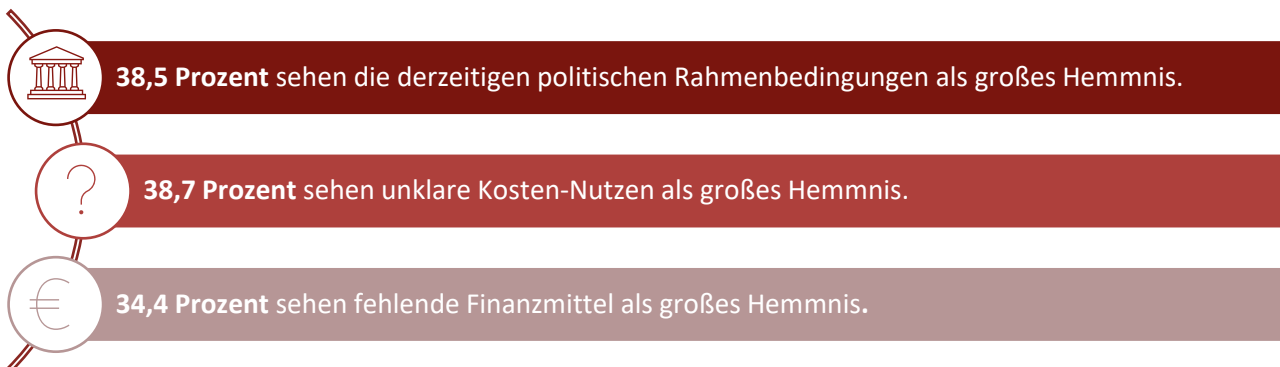 38,5 Prozent sehen die derzeitigen politischen Rahmenbedingungen als großes Hemmnis.
?
38,7 Prozent sehen unklare Kosten-Nutzen als großes Hemmnis.
€
34,4 Prozent sehen fehlende Finanzmittel als großes Hemmnis.